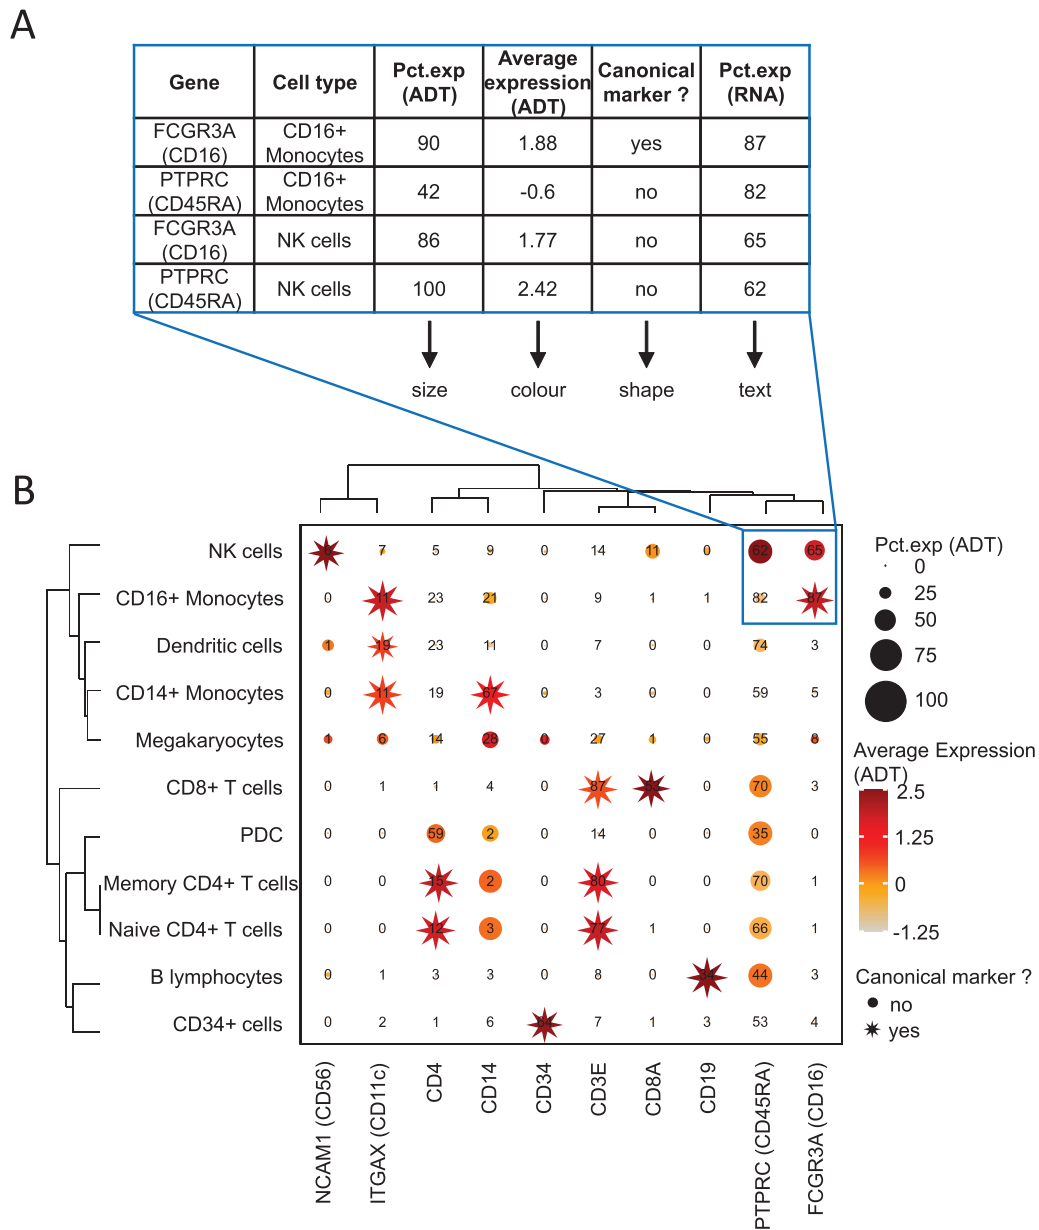 A
Gene Cell type Pct.exp (ADT) Average expression (ADT) Canonical marker ? Pct.exp (RNA)
FCGR3A (CD16) CD16+ Monocytes 90 1.88 yes 87
PTPRC (CD45RA) CD16+ Monocytes 42 -0.6 no 82
FCGR3A (CD16) NK cells 86 1.77 no 65
PTPRC (CD45RA) NK cells 100 2.42 no 62
size colour shape text
B
NK cells 6 7 5 9 0 14 11 0 62 65
CD16+ Monocytes 0 11 23 21 0 9 1 1 82 87
Dendritic cells 1 19 23 11 0 7 0 0 74 3
CD14+ Monocytes 0 11 19 67 0 3 0 0 59 5
Megakaryocytes 1 6 14 28 0 27 1 0 55 8
CD8+ T cells 0 1 1 4 0 87 53 0 70 3
PDC 0 0 59 2 0 14 0 0 35 0
Memory CD4+ T cells 0 0 15 2 0 80 0 0 70 1
Naive CD4+ T cells 0 0 12 3 0 77 1 0 66 1
B lymphocytes 0 1 3 3 0 8 0 44 3
CD34+ cells 0 2 1 6 7 1 3 53 4
NCAM1 (CD56)
ITGAX (CD11c)
CD4
CD14
CD34
CD3E
CD8A
CD19
PTPRC (CD45RA)
FCGR3A (CD16)
Pct.exp (ADT)
0
25
50
75
100
Average Expression
(ADT)
2.5
1.25
0
-1.25
Canonical marker ?
no
yes